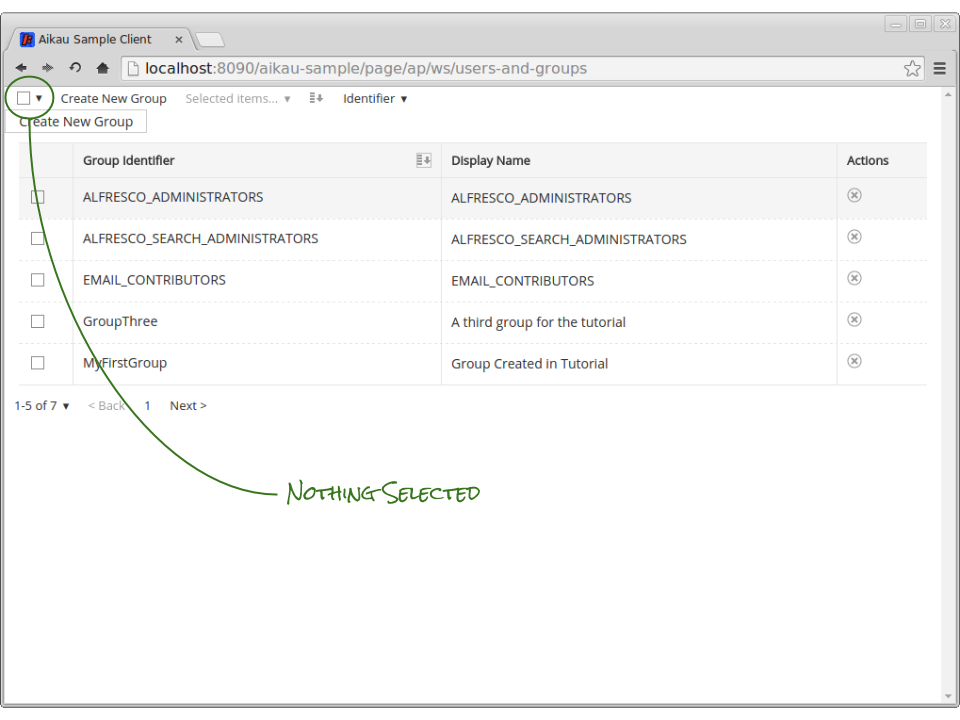 Aikau Sample Client
localhost:8090/aikau-sample/page/ap/ws/users-and-groups
Create New Group Selected items... Identifier
Create New Group
Group Identifier Display Name Actions
ALFRESCO_ADMINISTRATORS ALFRESCO_ADMINISTRATORS
ALFRESCO_SEARCH_ADMINISTRATORS ALFRESCO_SEARCH_ADMINISTRATORS
EMAIL_CONTRIBUTORS EMAIL_CONTRIBUTORS
GroupThree A third group for the tutorial
MyFirstGroup Group Created in Tutorial
1-5 of 7 < Back 1 Next >
Nothing Selected